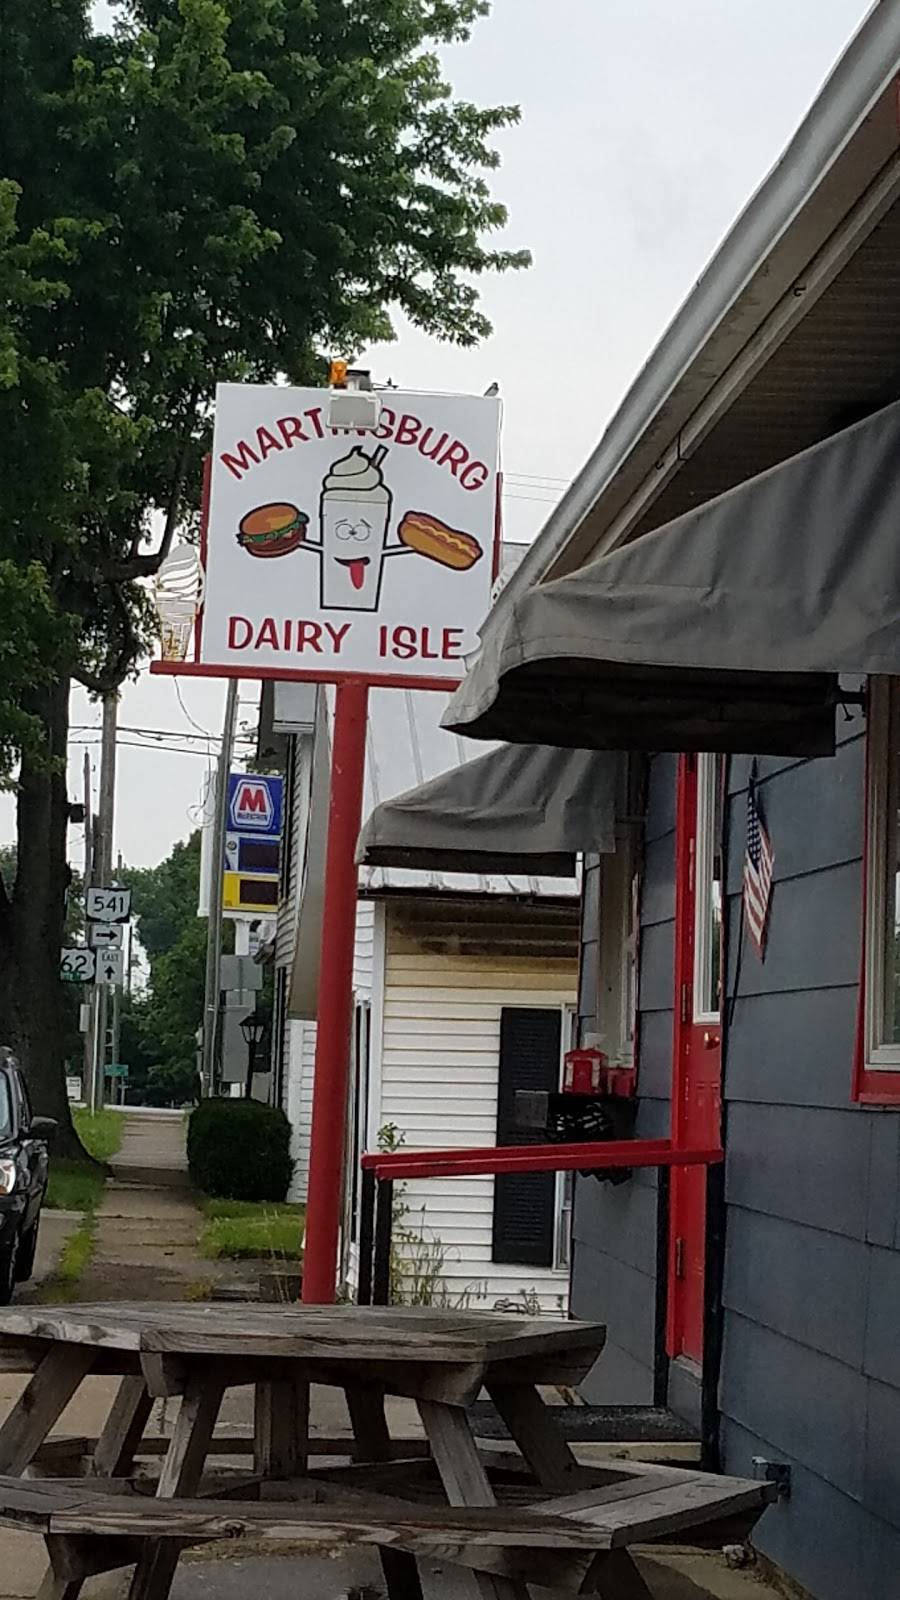 MARTINSBURG
DAIRY ISLE
M
541
62
EAST